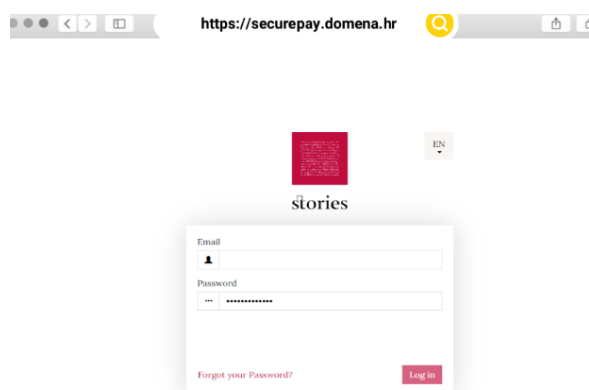 https://securepay.domena.hr
EN
stories
Email
Password
Forgot your Password?
Log in